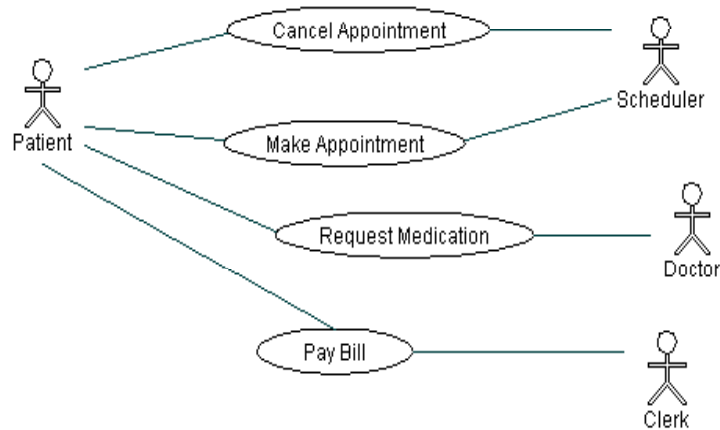 Cancel Appointment
Scheduler
Patient
Make Appointment
Request Medication
Doctor
Pay Bill
Clerk